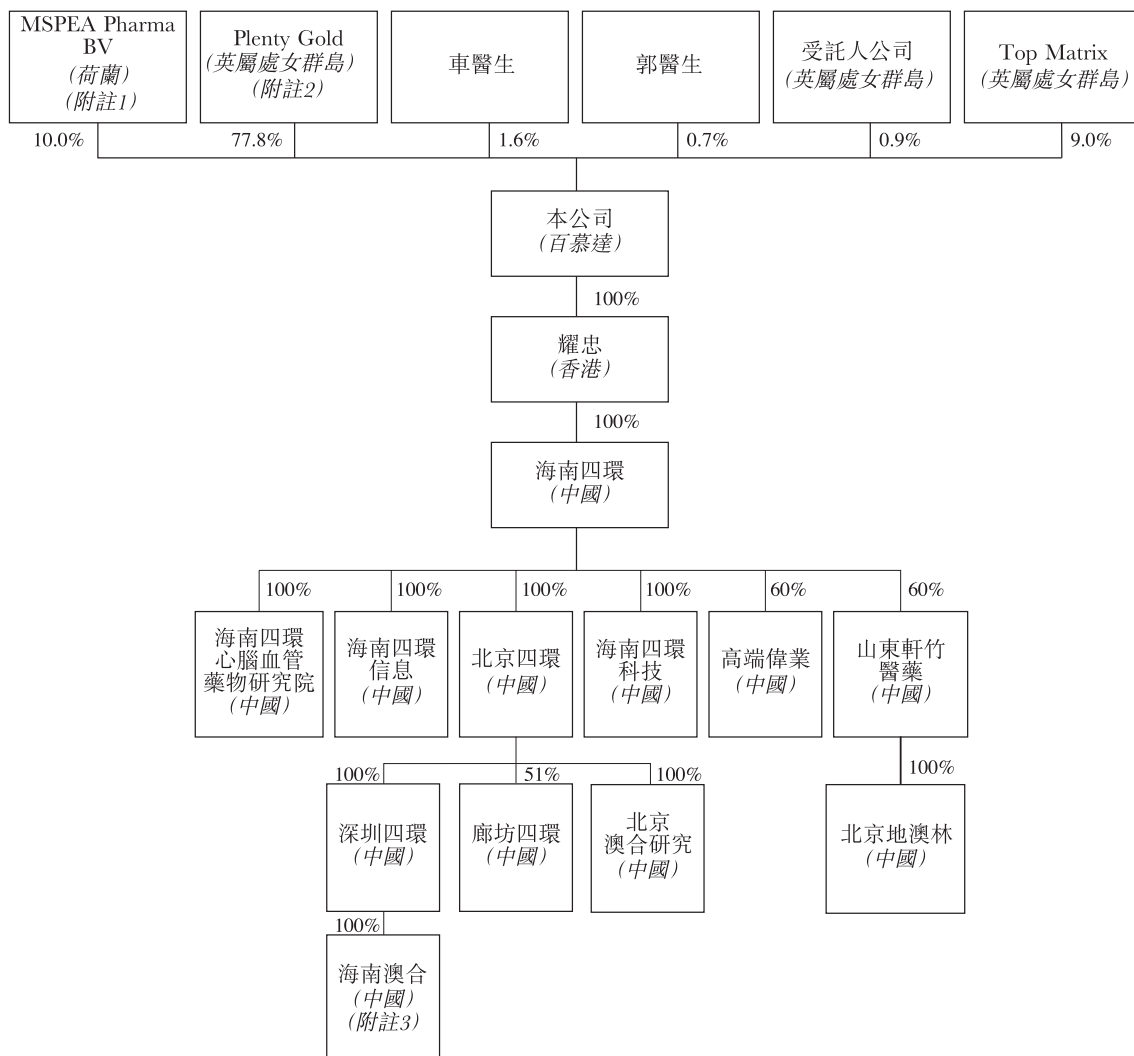 MSPEA Pharma
BV
(荷蘭)
(附註1)
Plenty Gold
(英屬處女群島)
(附註2)
車醫生
郭醫生
受託人公司
(英屬處女群島)
Top Matrix
(英屬處女群島)
10.0%
77.8%
1.6%
0.7%
0.9%
9.0%
本公司
(百慕達)
100%
耀忠
(香港)
100%
海南四環
(中國)
100%
100%
100%
100%
60%
60%
海南四環
心腦血管
藥物研究院
(中國)
海南四環
信息
(中國)
北京四環
(中國)
海南四環
科技
(中國)
高端偉業
(中國)
山東軒竹
醫藥
(中國)
100%
51%
100%
100%
深圳四環
(中國)
廊坊四環
(中國)
北京
澳合研究
(中國)
北京地澳林
(中國)
100%
海南澳合
(中國)
(附註3)